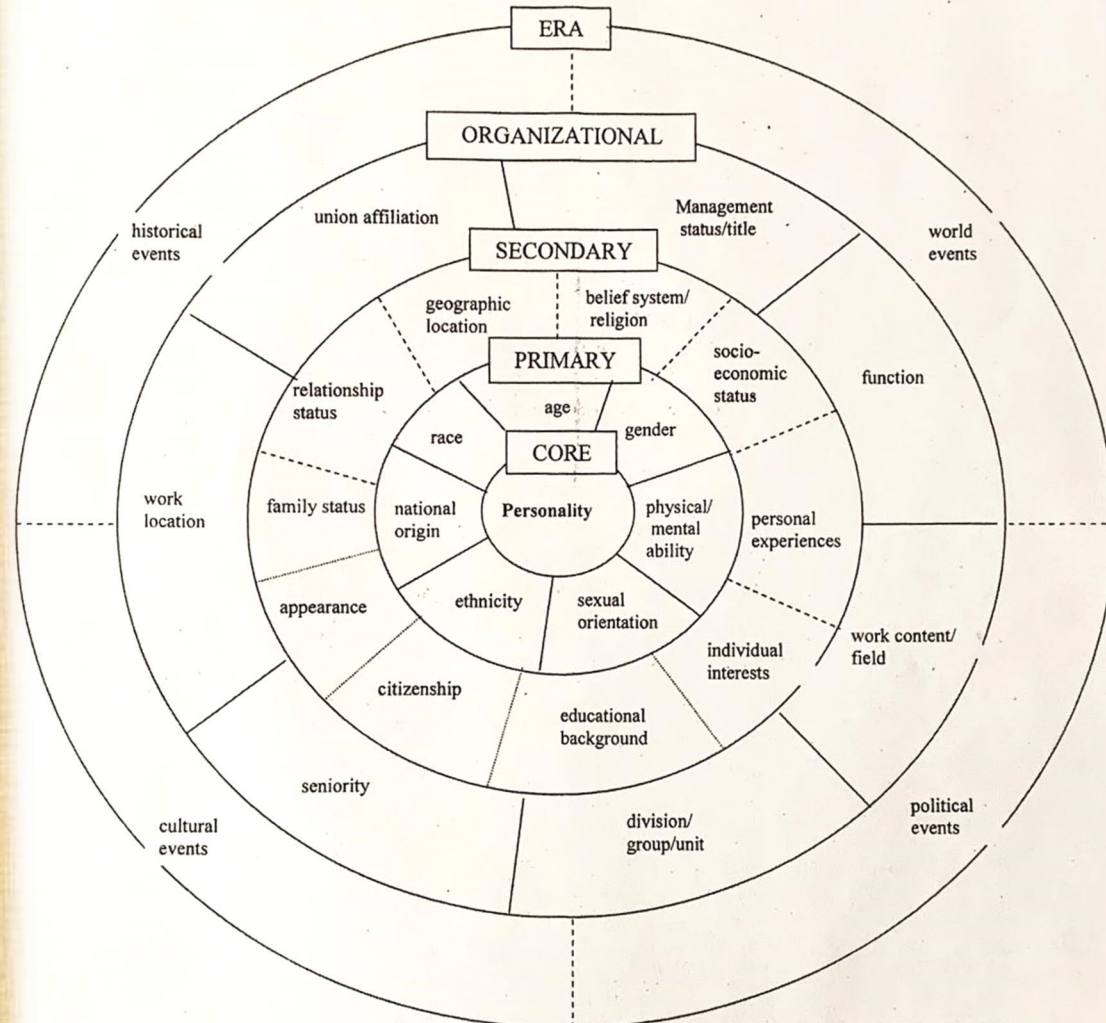 ERA
ORGANIZATIONAL
union affiliation
Management
status/title
historical
events
world
events
SECONDARY
geographic
location
belief system/
religion
PRIMARY
socio-
economic
status
function
relationship
status
age
race
gender
CORE
work
location
family status
national
origin
Personality
physical/
mental
ability
personal
experiences
appearance
ethnicity
sexual
orientation
individual
interests
work content/
field
citizenship
educational
background
seniority
division/
group/unit
cultural
events
political
events